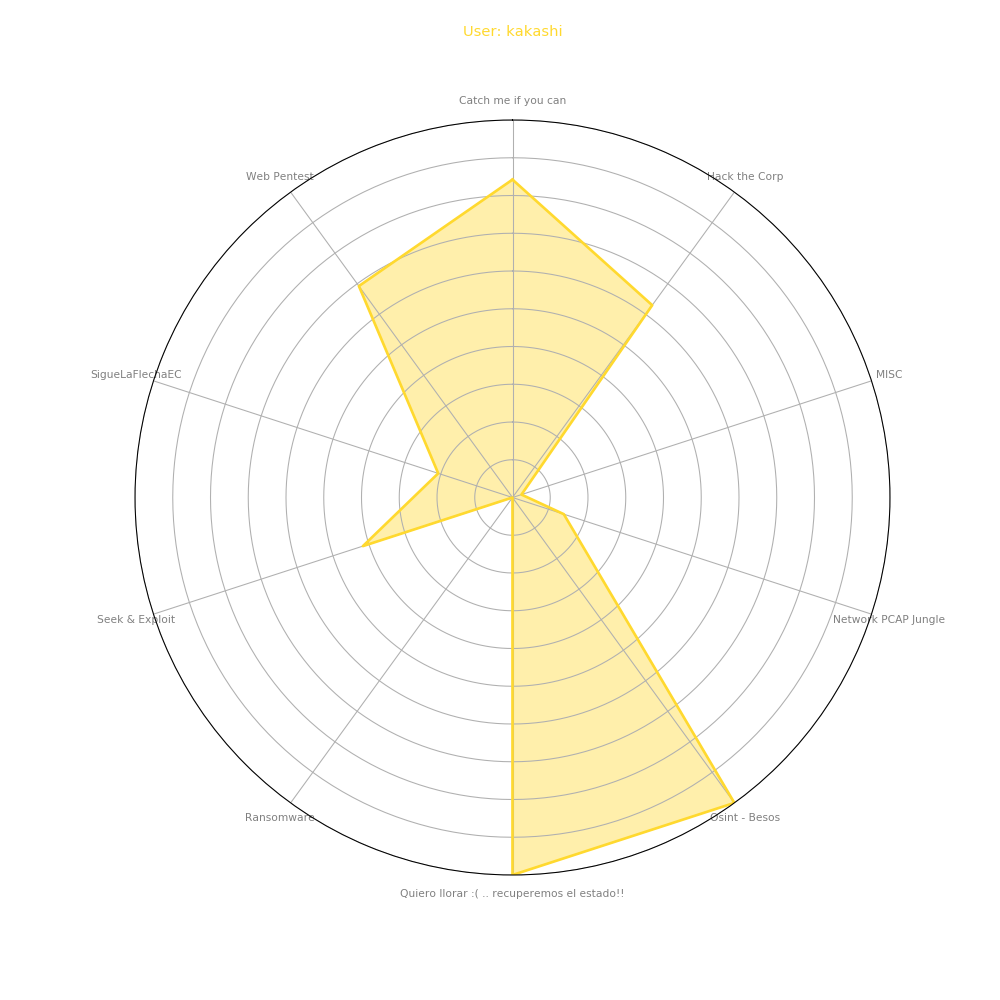 User: kakashi
Catch me if you can
Web Pentest
Hack the Corp
SigueLaFlechaEC
MISC
Seek & Exploit
Network PCAP Jungle
Ransomware
Osint - Besos
Quiero llorar :( .. recuperemos el estado!!